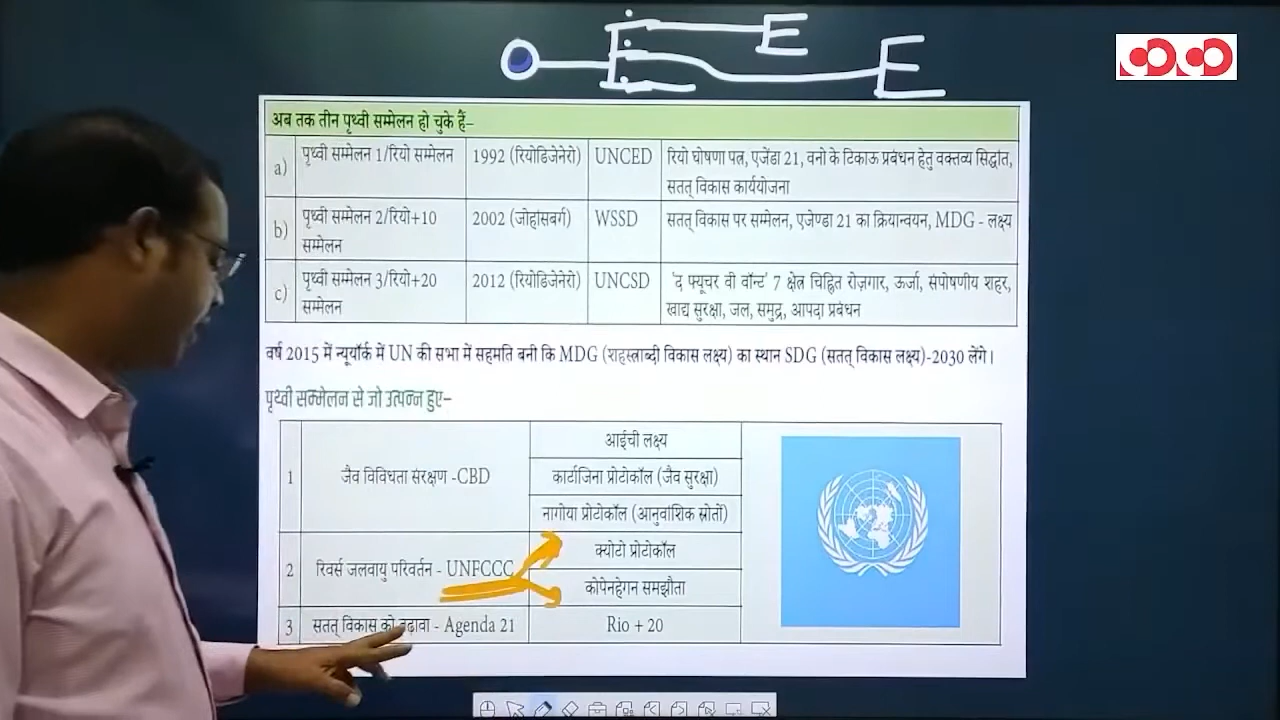 E
E
अब तक तीन पृथ्वी सम्मेलन हो चुके हैं–
a) पृथ्वी सम्मेलन 1/रियो सम्मेलन 1992 (रियोडिजेनेरो) UNCED रियो घोषणा पत्र, एजेंडा 21, वनो के टिकाऊ प्रबंधन हेतु वक्तव्य सिद्धांत,
सतत् विकास कार्ययोजना
b) पृथ्वी सम्मेलन 2/रियो+10 2002 (जोहांसबर्ग) WSSD सतत् विकास पर सम्मेलन, एजेण्डा 21 का क्रियान्वयन, MDG - लक्ष्य
सम्मेलन
c) पृथ्वी सम्मेलन 3/रियो+20 2012 (रियोडिजेनेरो) UNCSD 'द फ्यूचर वी वॉन्ट' 7 क्षेत्र चिह्नित रोज़गार, ऊर्जा, संपोषणीय शहर,
सम्मेलन खाद्य सुरक्षा, जल, समुद्र, आपदा प्रबंधन
वर्ष 2015 में न्यूयॉर्क में UN की सभा में सहमति बनी कि MDG (शहस्त्राब्दी विकास लक्ष्य) का स्थान SDG (सतत् विकास लक्ष्य)-2030 लेंगे।
पृथ्वी सम्मेलन से जो उत्पन्न हुए–
आईची लक्ष्य
1 जैव विविधता संरक्षण -CBD कार्टाजिना प्रोटोकॉल (जैव सुरक्षा)
नागोया प्रोटोकॉल (आनुवांशिक स्रोतों)
2 रिवर्स जलवायु परिवर्तन - UNFCCC क्योटो प्रोटोकॉल
कोपेनहेगन समझौता
3 सतत् विकास को बढ़ावा - Agenda 21 Rio + 20